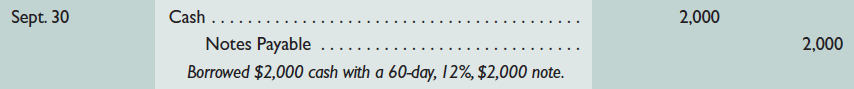 Sept. 30 Cash . . . . . . . . . . . . . . . . . . . . . . . . . . . . . . . . . . . . . . . . 2,000
Notes Payable . . . . . . . . . . . . . . . . . . . . . . . . . . . . 2,000
Borrowed $2,000 cash with a 60-day, 12%, $2,000 note.